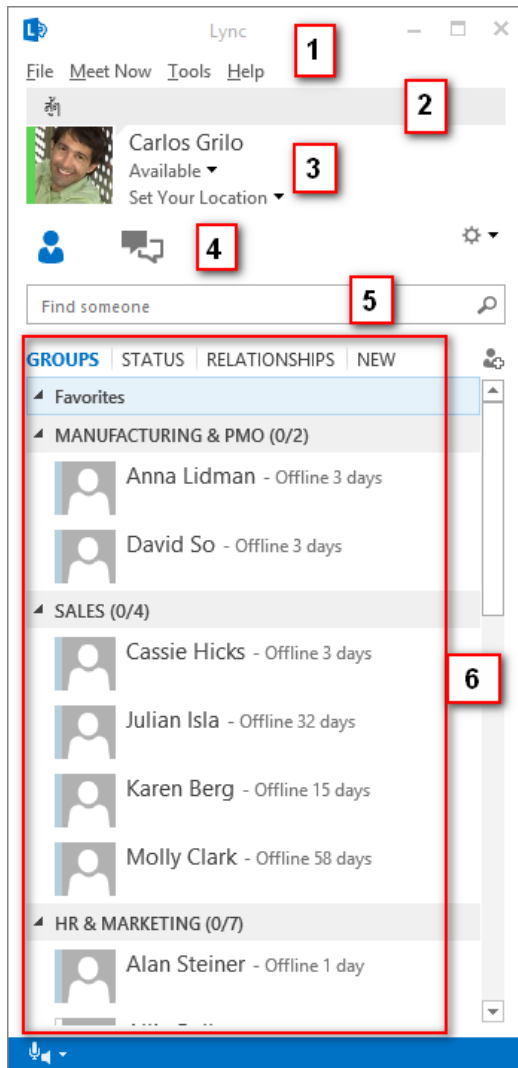 Lync
1
File Meet Now Tools Help
สู้ๆ
2
Carlos Grilo
Available
3
Set Your Location
4
Find someone
5
GROUPS STATUS RELATIONSHIPS NEW
Favorites
MANUFACTURING & PMO (0/2)
Anna Lidman - Offline 3 days
David So - Offline 3 days
SALES (0/4)
Cassie Hicks - Offline 3 days
6
Julian Isla - Offline 32 days
Karen Berg - Offline 15 days
Molly Clark - Offline 58 days
HR & MARKETING (0/7)
Alan Steiner - Offline 1 day